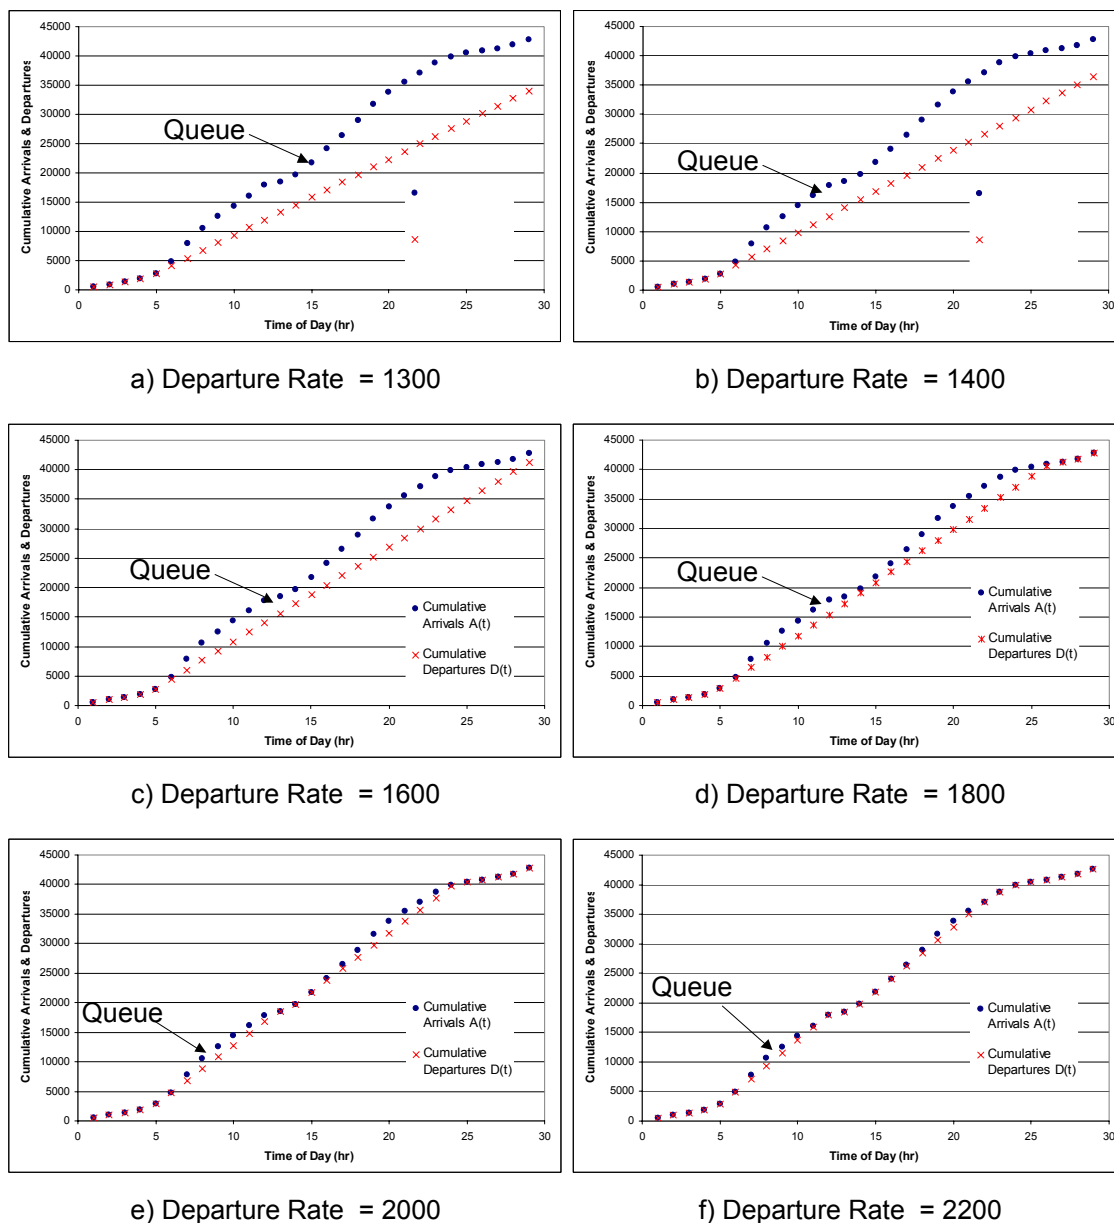 Cumulative Arrivals & Departures
45000
40000
35000
30000
25000
20000
15000
10000
5000
0
Queue
0 5 10 15 20 25 30
Time of Day (hr)
a) Departure Rate = 1300
Cumulative Arrivals & Departures
45000
40000
35000
30000
25000
20000
15000
10000
5000
0
Queue
0 5 10 15 20 25 30
Time of Day (hr)
b) Departure Rate = 1400
Cumulative Arrivals & Departures
45000
40000
35000
30000
25000
20000
15000
10000
5000
0
Queue
Cumulative
Arrivals A(t)
Cumulative
Departures D(t)
0 5 10 15 20 25 30
Time of Day (hr)
c) Departure Rate = 1600
Cumulative Arrivals & Departures
45000
40000
35000
30000
25000
20000
15000
10000
5000
0
Queue
Cumulative
Arrivals A(t)
Cumulative
Departures D(t)
0 5 10 15 20 25 30
Time of Day (hr)
d) Departure Rate = 1800
Cumulative Arrivals & Departures
45000
40000
35000
30000
25000
20000
15000
10000
5000
0
Queue
Cumulative
Arrivals A(t)
Cumulative
Departures D(t)
0 5 10 15 20 25 30
Time of Day (hr)
e) Departure Rate = 2000
Cumulative Arrivals & Departures
45000
40000
35000
30000
25000
20000
15000
10000
5000
0
Queue
Cumulative
Arrivals A(t)
Cumulative
Departures D(t)
0 5 10 15 20 25 30
Time of Day (hr)
f) Departure Rate = 2200